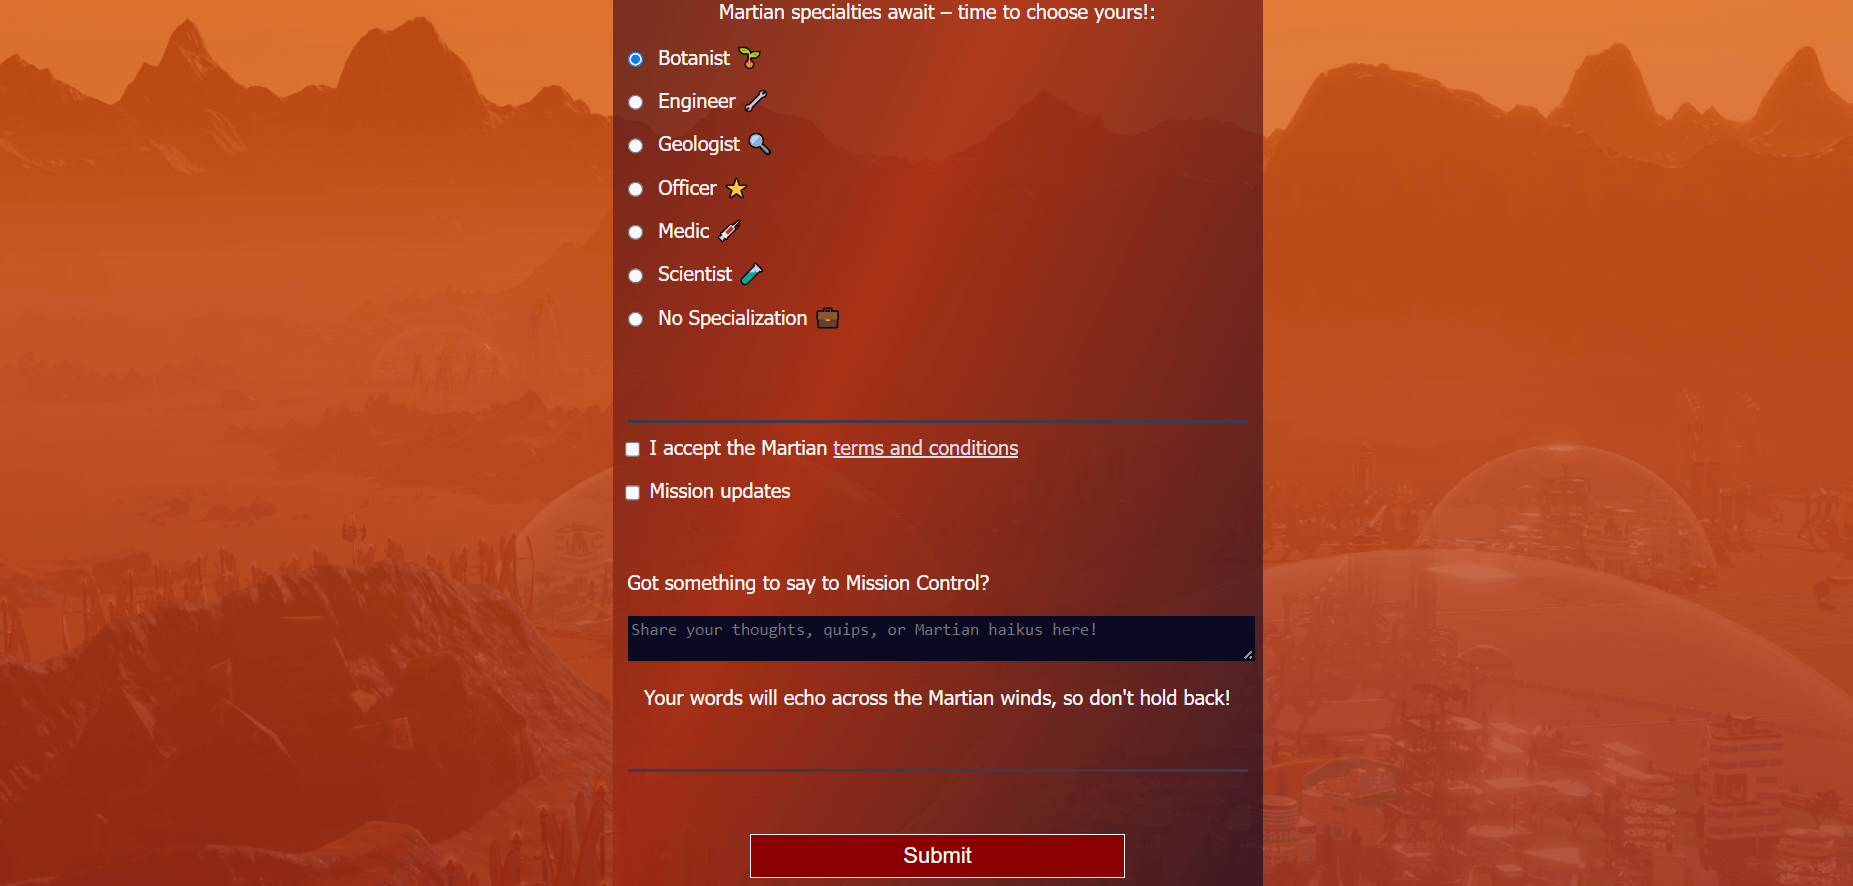 Martian specialties await – time to choose yours!:
Botanist
Engineer
Geologist
Officer
Medic
Scientist
No Specialization
I accept the Martian terms and conditions
Mission updates
Got something to say to Mission Control?
Share your thoughts, quips, or Martian haikus here!
Your words will echo across the Martian winds, so don't hold back!
Submit